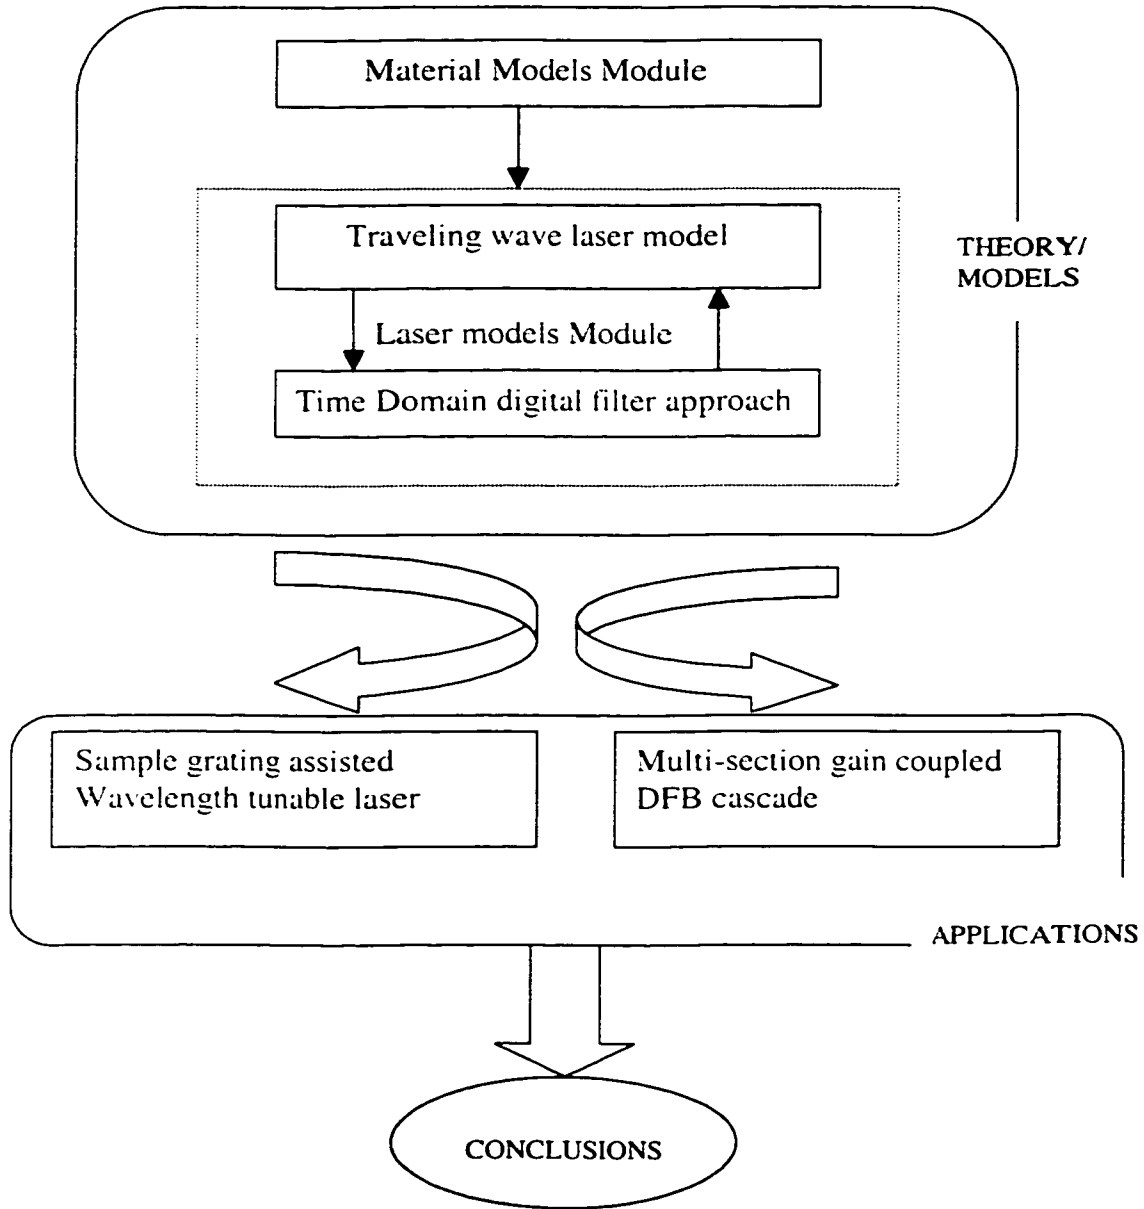 Material Models Module
Traveling wave laser model
THEORY/
MODELS
Laser models Module
Time Domain digital filter approach
Sample grating assisted
Wavelength tunable laser
Multi-section gain coupled
DFB cascade
APPLICATIONS
CONCLUSIONS